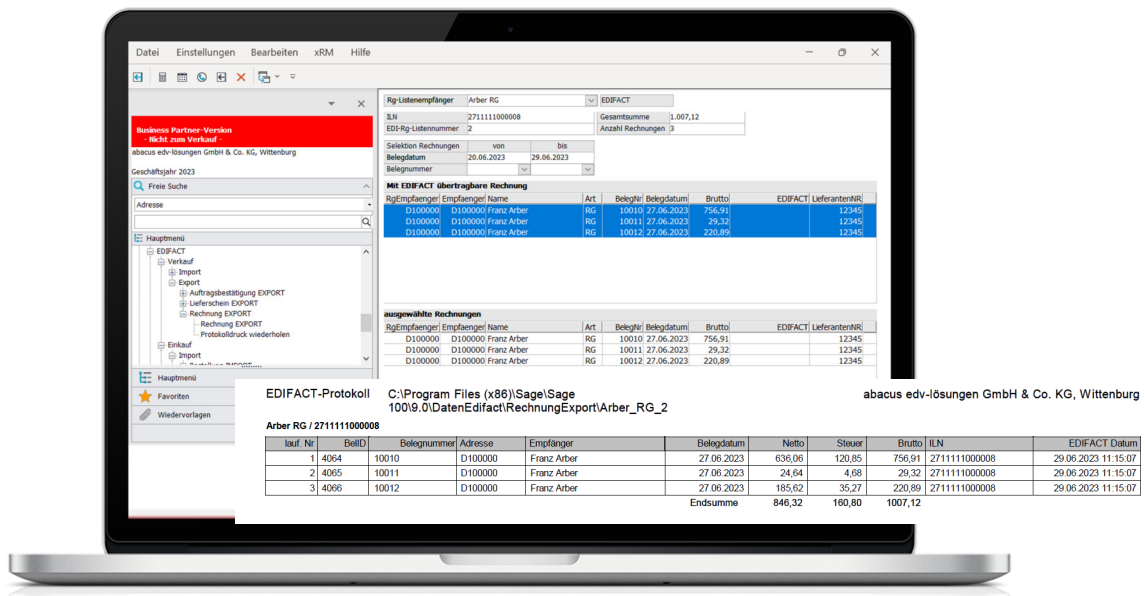 Datei Einstellungen Bearbeiten xRM Hilfe
Business Partner-Version
- Nicht zum Verkauf -
abacus edv-lösungen GmbH & Co. KG, Wittenburg
Geschäftsjahr 2023
Freie Suche
Adresse
Hauptmenü
EDIFACT
Verkauf
Import
Export
Auftragsbestätigung EXPORT
Lieferschein EXPORT
Rechnung EXPORT
Rechnung EXPORT
Protokolldruck wiederholen
Einkauf
Import
Hauptmenü
Favoriten
Wiedervorlagen
Rg-Listenempfänger Arber RG EDIFACT
ILN 2711111000008 Gesamtsumme 1.007,12
EDI-Rg-Listennummer 2 Anzahl Rechnungen 3
Selektion Rechnungen von bis
Belegdatum 20.06.2023 29.06.2023
Belegnummer
Mit EDIFACT übertragbare Rechnung
RgEmpfaenger Empfaenger Name Art BelegNr Belegdatum Brutto EDIFACT LieferantenNR
D100000 D100000 Franz Arber RG 10010 27.06.2023 756,91 12345
D100000 D100000 Franz Arber RG 10011 27.06.2023 29,32 12345
D100000 D100000 Franz Arber RG 10012 27.06.2023 220,89 12345
ausgewählte Rechnungen
RgEmpfaenger Empfaenger Name Art BelegNr Belegdatum Brutto EDIFACT LieferantenNR
D100000 D100000 Franz Arber RG 10010 27.06.2023 756,91 12345
D100000 D100000 Franz Arber RG 10011 27.06.2023 29,32 12345
D100000 D100000 Franz Arber RG 10012 27.06.2023 220,89 12345
EDIFACT-Protokoll C:\Program Files (x86)\Sage\Sage abacus edv-lösungen GmbH & Co. KG, Wittenburg
100\9.0\DatenEdifact\RechnungExport\Arber_RG_2
Arber RG / 2711111000008
lauf. Nr BelID Belegnummer Adresse Empfänger Belegdatum Netto Steuer Brutto ILN EDIFACT Datum
1 4064 10010 D100000 Franz Arber 27.06.2023 636,06 120,85 756,91 2711111000008 29.06.2023 11:15:07
2 4065 10011 D100000 Franz Arber 27.06.2023 24,64 4,68 29,32 2711111000008 29.06.2023 11:15:07
3 4066 10012 D100000 Franz Arber 27.06.2023 185,62 35,27 220,89 2711111000008 29.06.2023 11:15:07
Endsumme 846,32 160,80 1007,12